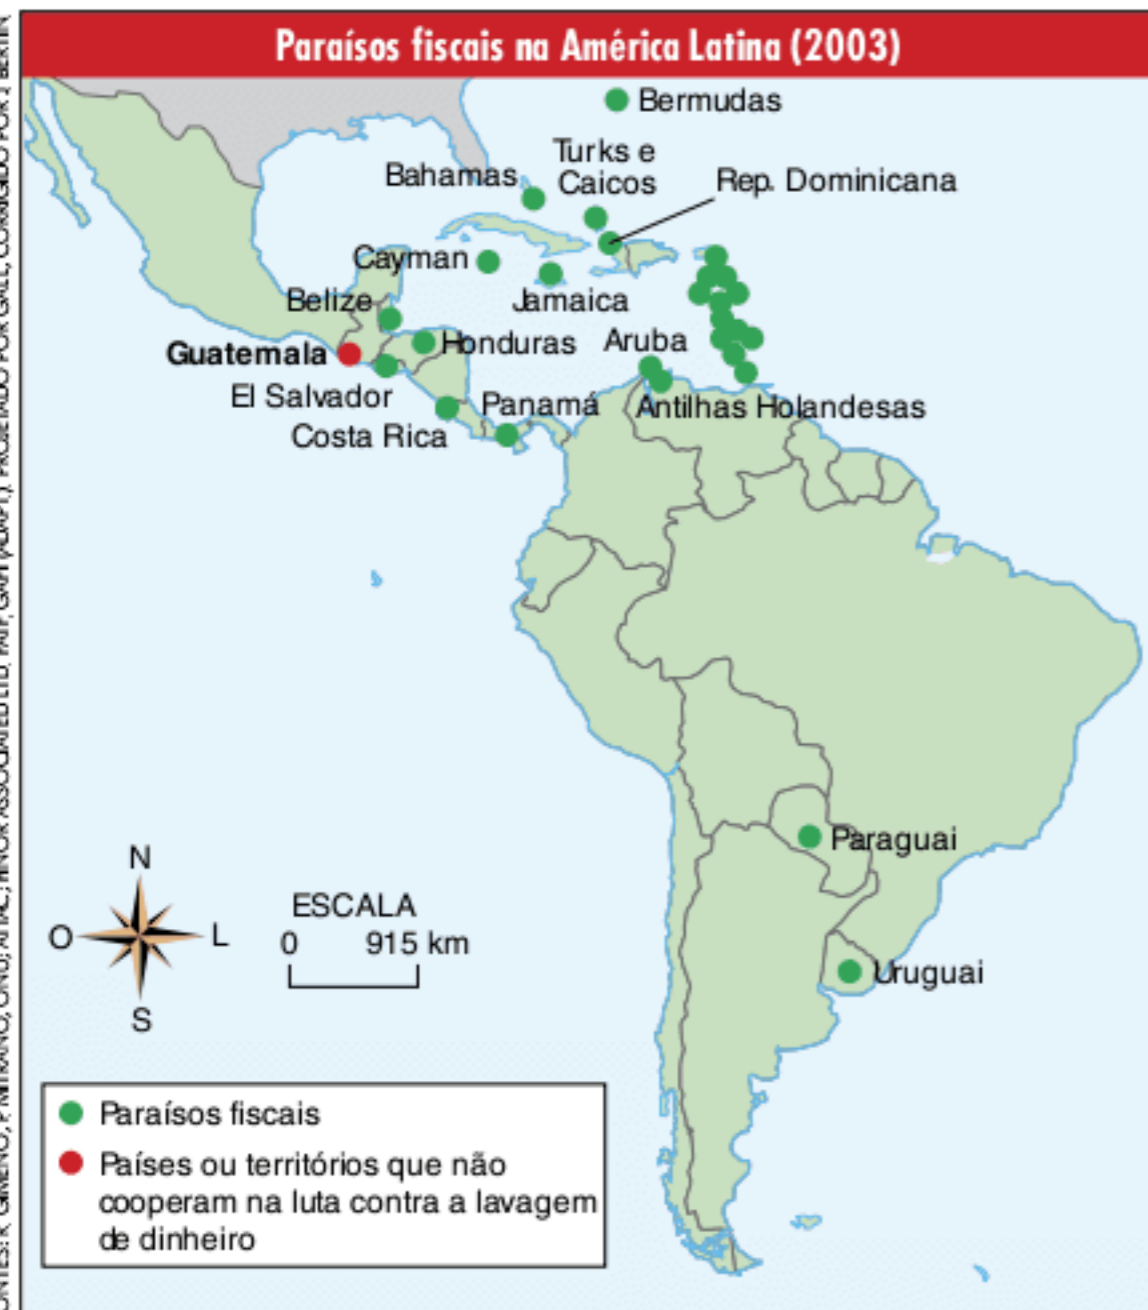 Paraísos fiscais na América Latina (2003)
Bermudas
Turks e
Caicos
Bahamas
Rep. Dominicana
Cayman
Jamaica
Belize
Honduras
Aruba
Guatemala
El Salvador
Panamá
Antilhas Holandesas
Costa Rica
Paraguai
Uruguai
N
O
L
S
ESCALA
0 915 km
Paraísos fiscais
Países ou territórios que não
cooperam na luta contra a lavagem
de dinheiro